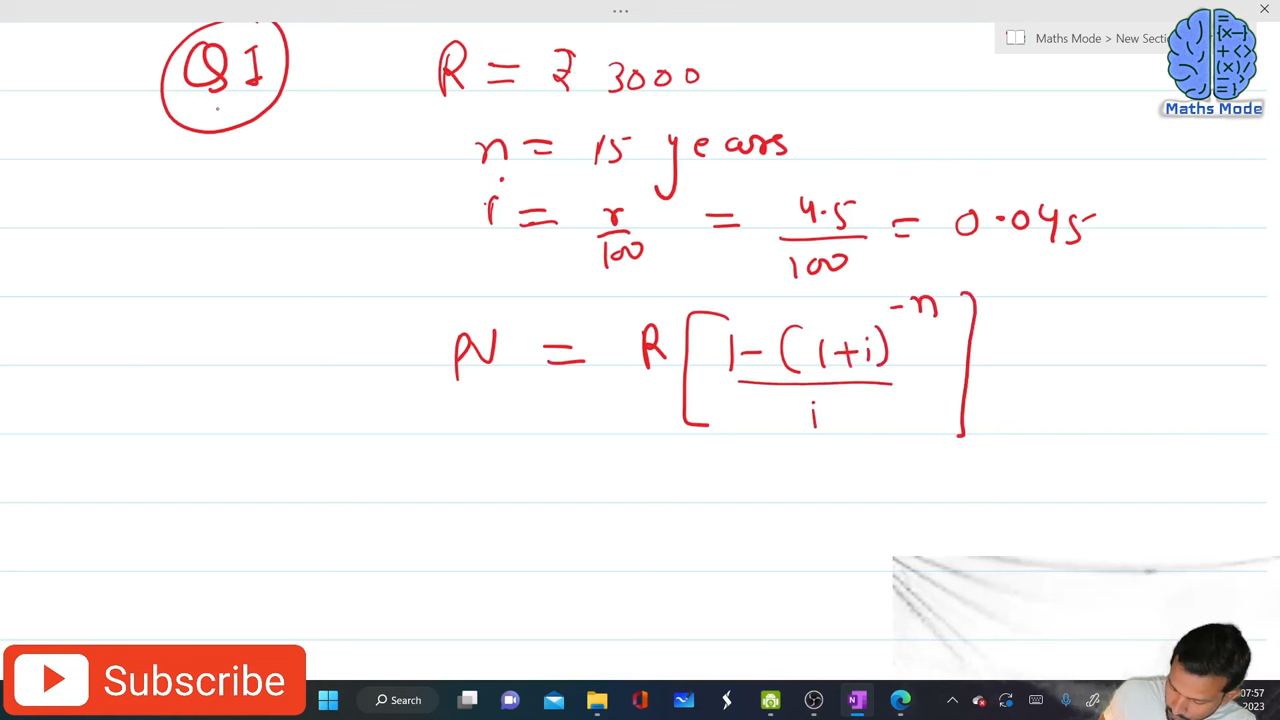 Q1
R = ₹ 3000
n = 15 years
i = r/100 = 4.5/100 = 0.045
PV = R [ 1-(1+i)^-n / i ]
Maths Mode > New Secti
Maths Mode
Subscribe
Search
07:57
2023